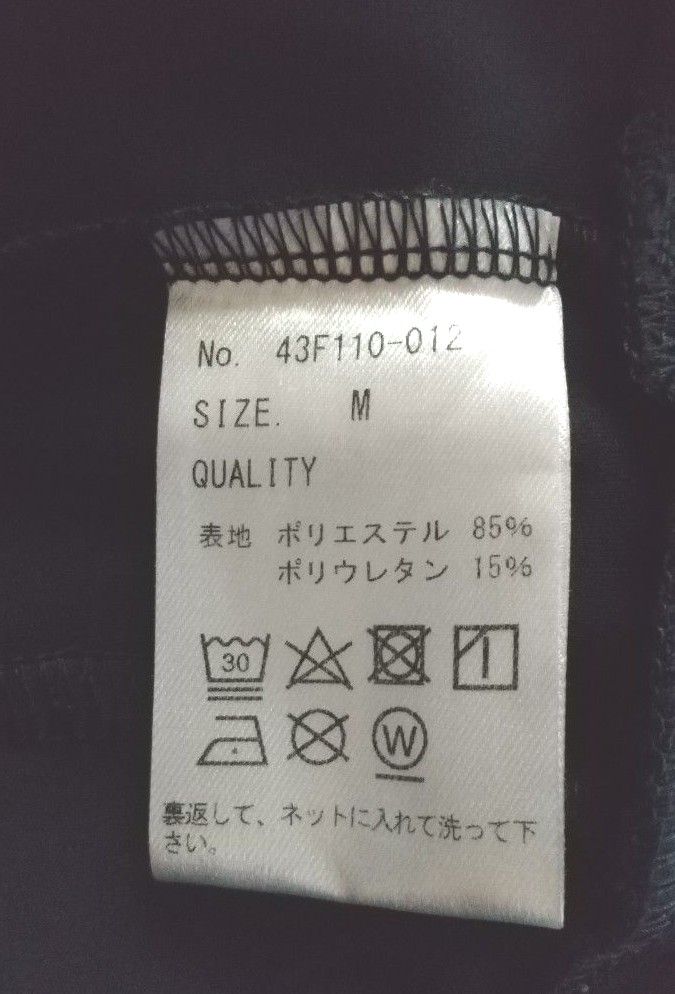 No. 43F110-012
SIZE. M
QUALITY
表地 ポリエステル 85%
ポリウレタン 15%
30
W
裏返して、ネットに入れて洗って下
さい。